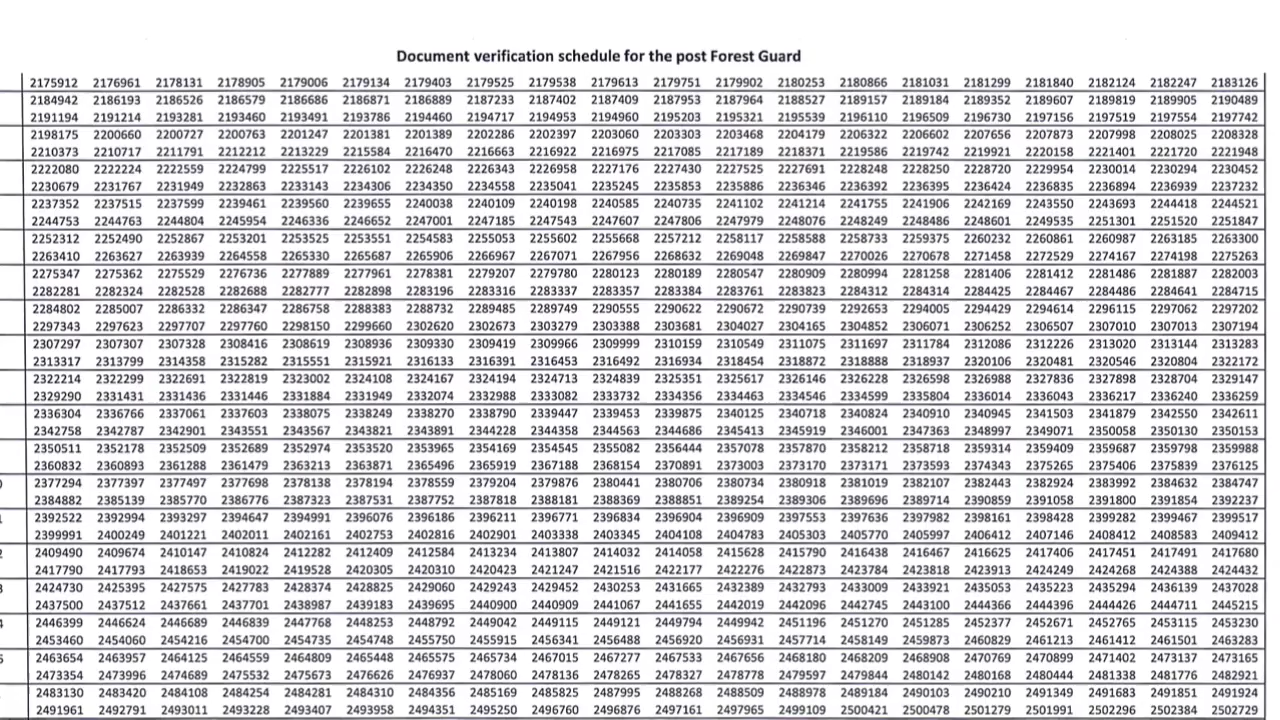 Document verification schedule for the post Forest Guard
2175912 2176961 2178131 2178905 2179006 2179134 2179403 2179525 2179538 2179613 2179751 2179902 2180253 2180866 2181031 2181299 2181840 2182124 2182247 2183126
2184942 2186193 2186526 2186579 2186686 2186871 2186889 2187233 2187402 2187409 2187953 2187964 2188527 2189157 2189184 2189352 2189607 2189819 2189905 2190489
2191194 2191214 2193281 2193460 2193491 2193786 2194460 2194717 2194953 2194960 2195203 2195321 2195539 2196110 2196509 2196730 2197156 2197519 2197554 2197742
2198175 2200660 2200727 2200763 2201247 2201381 2201389 2202286 2202397 2203060 2203303 2203468 2204179 2206322 2206602 2207656 2207873 2207998 2208025 2208328
2210373 2210717 2211791 2212212 2213229 2215584 2216470 2216663 2216922 2216975 2217085 2217189 2218371 2219586 2219742 2219921 2220158 2221401 2221720 2221948
2222080 2222224 2222559 2224799 2225517 2226102 2226248 2226343 2226958 2227176 2227430 2227525 2227691 2228248 2228250 2228720 2229954 2230014 2230294 2230452
2230679 2231767 2231949 2232863 2233143 2234306 2234350 2234558 2235041 2235245 2235853 2235886 2236346 2236392 2236395 2236424 2236835 2236894 2236939 2237232
2237352 2237515 2237599 2239461 2239560 2239655 2240038 2240109 2240198 2240585 2240735 2241102 2241214 2241755 2241906 2242169 2243550 2243693 2244418 2244521
2244753 2244763 2244804 2245954 2246336 2246652 2247001 2247185 2247543 2247607 2247806 2247979 2248076 2248249 2248486 2248601 2249535 2251301 2251520 2251847
2252312 2252490 2252867 2253201 2253525 2253551 2254583 2255053 2255602 2255668 2257212 2258117 2258588 2258733 2259375 2260232 2260861 2260987 2263185 2263300
2263410 2263627 2263939 2264558 2265330 2265687 2265906 2266967 2267071 2267956 2268632 2269048 2269847 2270026 2270678 2271458 2272529 2274167 2274198 2275263
2275347 2275362 2275529 2276736 2277889 2277961 2278381 2279207 2279780 2280123 2280189 2280547 2280909 2280994 2281258 2281406 2281412 2281486 2281887 2282003
2282281 2282324 2282528 2282688 2282777 2282898 2283196 2283316 2283337 2283357 2283384 2283761 2283823 2284312 2284314 2284425 2284467 2284486 2284641 2284715
2284802 2285007 2286332 2286347 2286758 2288383 2288732 2289485 2289749 2290555 2290622 2290672 2290739 2292653 2294005 2294429 2294614 2296115 2297062 2297202
2297343 2297623 2297707 2297760 2298150 2299660 2302620 2302673 2303279 2303388 2303681 2304027 2304165 2304852 2306071 2306252 2306507 2307010 2307013 2307194
2307297 2307307 2307328 2308416 2308619 2308936 2309330 2309419 2309966 2309999 2310159 2310549 2311075 2311697 2311784 2312086 2312226 2313020 2313144 2313283
2313317 2313799 2314358 2315282 2315551 2315921 2316133 2316391 2316453 2316492 2316934 2318454 2318872 2318888 2318937 2320106 2320481 2320546 2320804 2322172
2322214 2322299 2322691 2322819 2323002 2324108 2324167 2324194 2324713 2324839 2325351 2325617 2326146 2326228 2326598 2326988 2327836 2327898 2328704 2329147
2329290 2331431 2331436 2331446 2331884 2331949 2332074 2332988 2333082 2333732 2334356 2334463 2334546 2334599 2335804 2336014 2336043 2336217 2336240 2336259
2336304 2336766 2337061 2337603 2338075 2338249 2338270 2338790 2339447 2339453 2339875 2340125 2340718 2340824 2340910 2340945 2341503 2341879 2342550 2342611
2342758 2342787 2342901 2343551 2343567 2343821 2343891 2344228 2344358 2344563 2344686 2345413 2345919 2346001 2347363 2348997 2349071 2350058 2350130 2350153
2350511 2352178 2352509 2352689 2352974 2353520 2353965 2354169 2354545 2355082 2356444 2357078 2357870 2358212 2358718 2359314 2359409 2359687 2359798 2359988
2360832 2360893 2361288 2361479 2363213 2363871 2365496 2365919 2367188 2368154 2370891 2373003 2373170 2373171 2373593 2374343 2375265 2375406 2375839 2376125
2377294 2377397 2377497 2377698 2378138 2378194 2378559 2379204 2379876 2380441 2380706 2380734 2380918 2381019 2382107 2382443 2382924 2383992 2384632 2384747
2384882 2385139 2385770 2386776 2387323 2387531 2387752 2387818 2388181 2388369 2388851 2389254 2389306 2389696 2389714 2390859 2391058 2391800 2391854 2392237
2392522 2392994 2393297 2394647 2394991 2396076 2396186 2396211 2396771 2396834 2396904 2396909 2397553 2397636 2397982 2398161 2398428 2399282 2399467 2399517
2399991 2400249 2401221 2402011 2402161 2402753 2402816 2402901 2403338 2403345 2404108 2404783 2405303 2405770 2405997 2406412 2407146 2408412 2408583 2409412
2409490 2409674 2410147 2410824 2412282 2412409 2412584 2413234 2413807 2414032 2414058 2415628 2415790 2416438 2416467 2416625 2417406 2417451 2417491 2417680
2417790 2417793 2418653 2419022 2419528 2420305 2420310 2420423 2421247 2421516 2422177 2422276 2422873 2423784 2423818 2423913 2424249 2424268 2424388 2424432
2424730 2425395 2427575 2427783 2428374 2428825 2429060 2429243 2429452 2430253 2431665 2432389 2432793 2433009 2433921 2435053 2435223 2435294 2436139 2437028
2437500 2437512 2437661 2437701 2438987 2439183 2439695 2440900 2440909 2441067 2441655 2442019 2442096 2442745 2443100 2444366 2444396 2444426 2444711 2445215
2446399 2446624 2446689 2446839 2447768 2448253 2448792 2449042 2449115 2449121 2449794 2449942 2451196 2451270 2451285 2452377 2452671 2452765 2453115 2453230
2453460 2454060 2454216 2454700 2454735 2454748 2455750 2455915 2456341 2456488 2456920 2456931 2457714 2458149 2459873 2460829 2461213 2461412 2461501 2463283
2463654 2463957 2464125 2464559 2464809 2465448 2465575 2465734 2467015 2467277 2467533 2467656 2468180 2468209 2468908 2470769 2470899 2471402 2473137 2473165
2473354 2473996 2474689 2475532 2475673 2476626 2476937 2478060 2478136 2478265 2478327 2478778 2479597 2479844 2480142 2480168 2480444 2481338 2481776 2482921
2483130 2483420 2484108 2484254 2484281 2484310 2484356 2485169 2485825 2487995 2488268 2488509 2488978 2489184 2490103 2490210 2491349 2491683 2491851 2491924
2491961 2492791 2493011 2493228 2493407 2493958 2494351 2495250 2496760 2496876 2497161 2497965 2499109 2500421 2500478 2501279 2501991 2502296 2502384 2502729